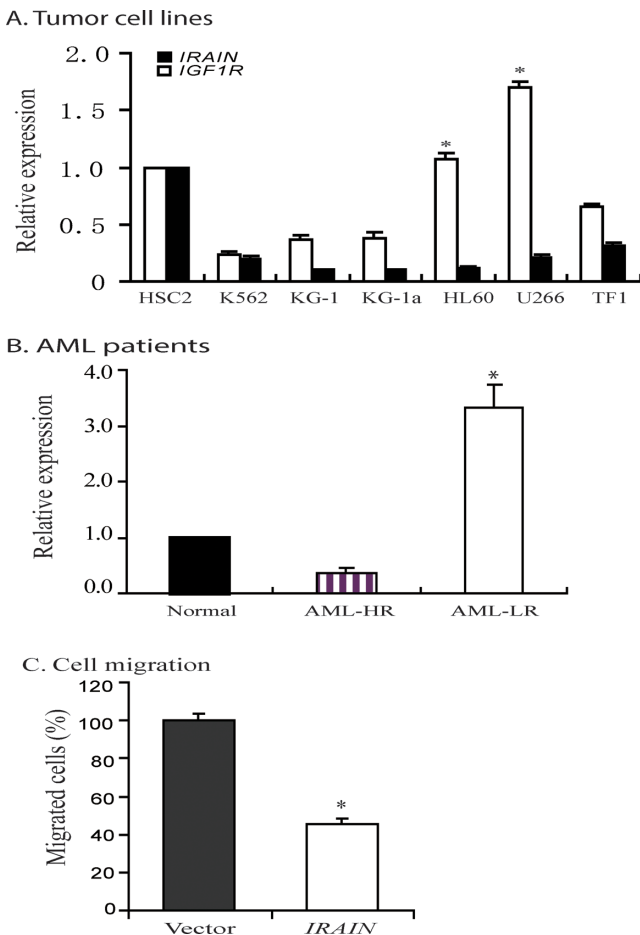 A. Tumor cell lines
Relative expression
2.0
1.5
1.0
0.5
0
IRAIN
IGF1R
*
*
HSC2 K562 KG-1 KG-1a HL60 U266 TF1
B. AML patients
Relative expression
4.0
3.0
2.0
1.0
0.0
*
Normal AML-HR AML-LR
C. Cell migration
Migrated cells (%)
120
100
80
60
40
20
0
*
Vector IRAIN